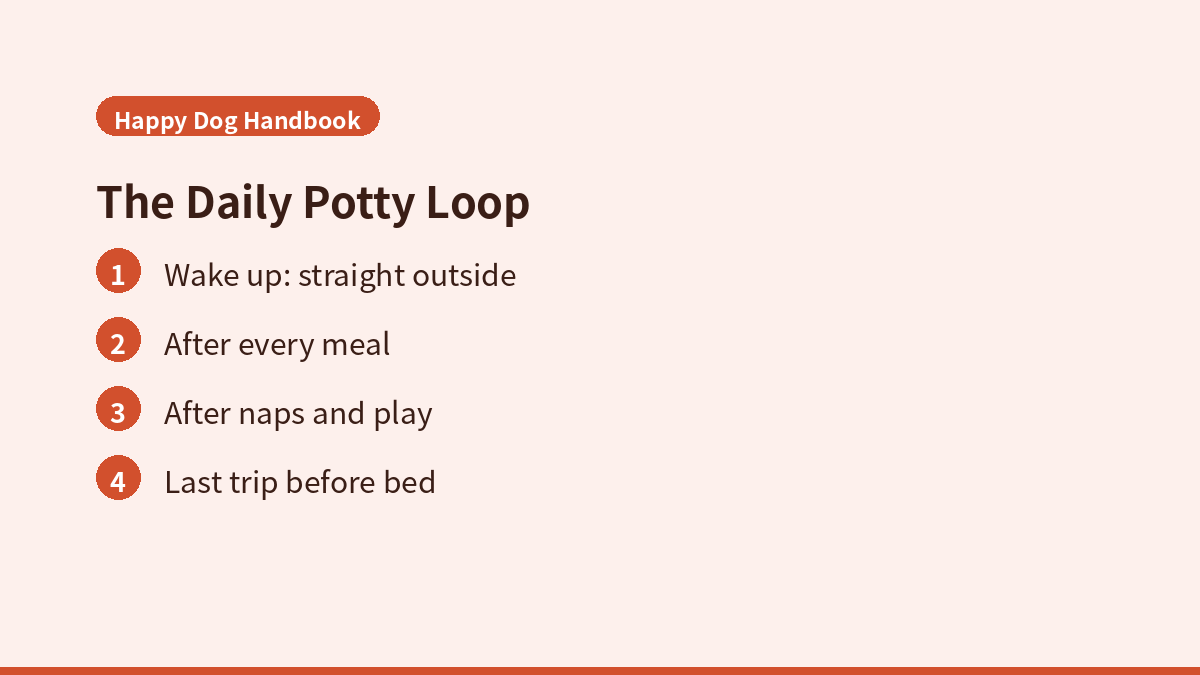 Happy Dog Handbook
The Daily Potty Loop
1 Wake up: straight outside
2 After every meal
3 After naps and play
4 Last trip before bed